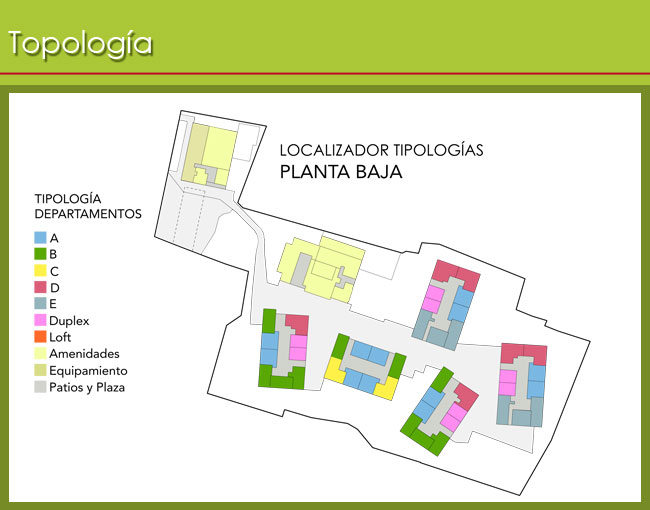 Topología
LOCALIZADOR TIPOLOGÍAS
PLANTA BAJA
TIPOLOGÍA
DEPARTAMENTOS
A
B
C
D
E
Duplex
Loft
Amenidades
Equipamiento
Patios y Plaza